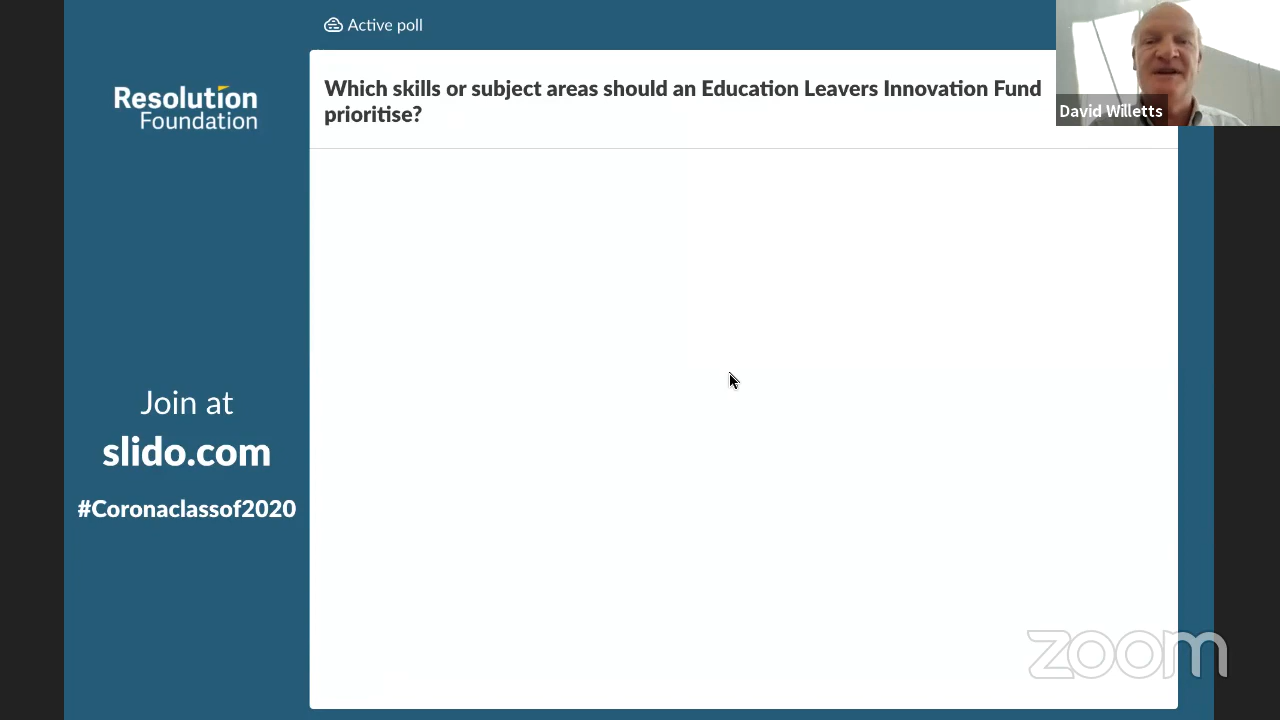 Active poll
Resolution
Foundation
Which skills or subject areas should an Education Leavers Innovation Fund
prioritise?
David Willetts
Join at
slido.com
#Coronaclassof2020
zoom